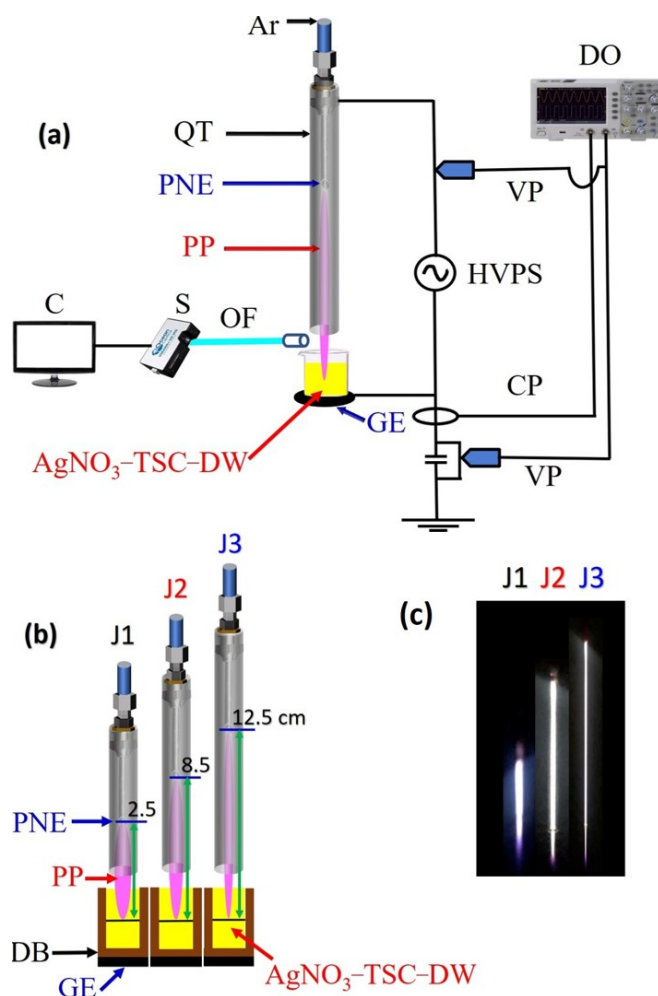 Ar
DO
(a)
QT
PNE
VP
PP
HVPS
C
S
OF
CP
GE
AgNO₃–TSC–DW
VP
J3
J2
(b)
J1
(c)
J1 J2 J3
12.5 cm
8.5
2.5
PNE
PP
DB
GE
AgNO₃–TSC–DW